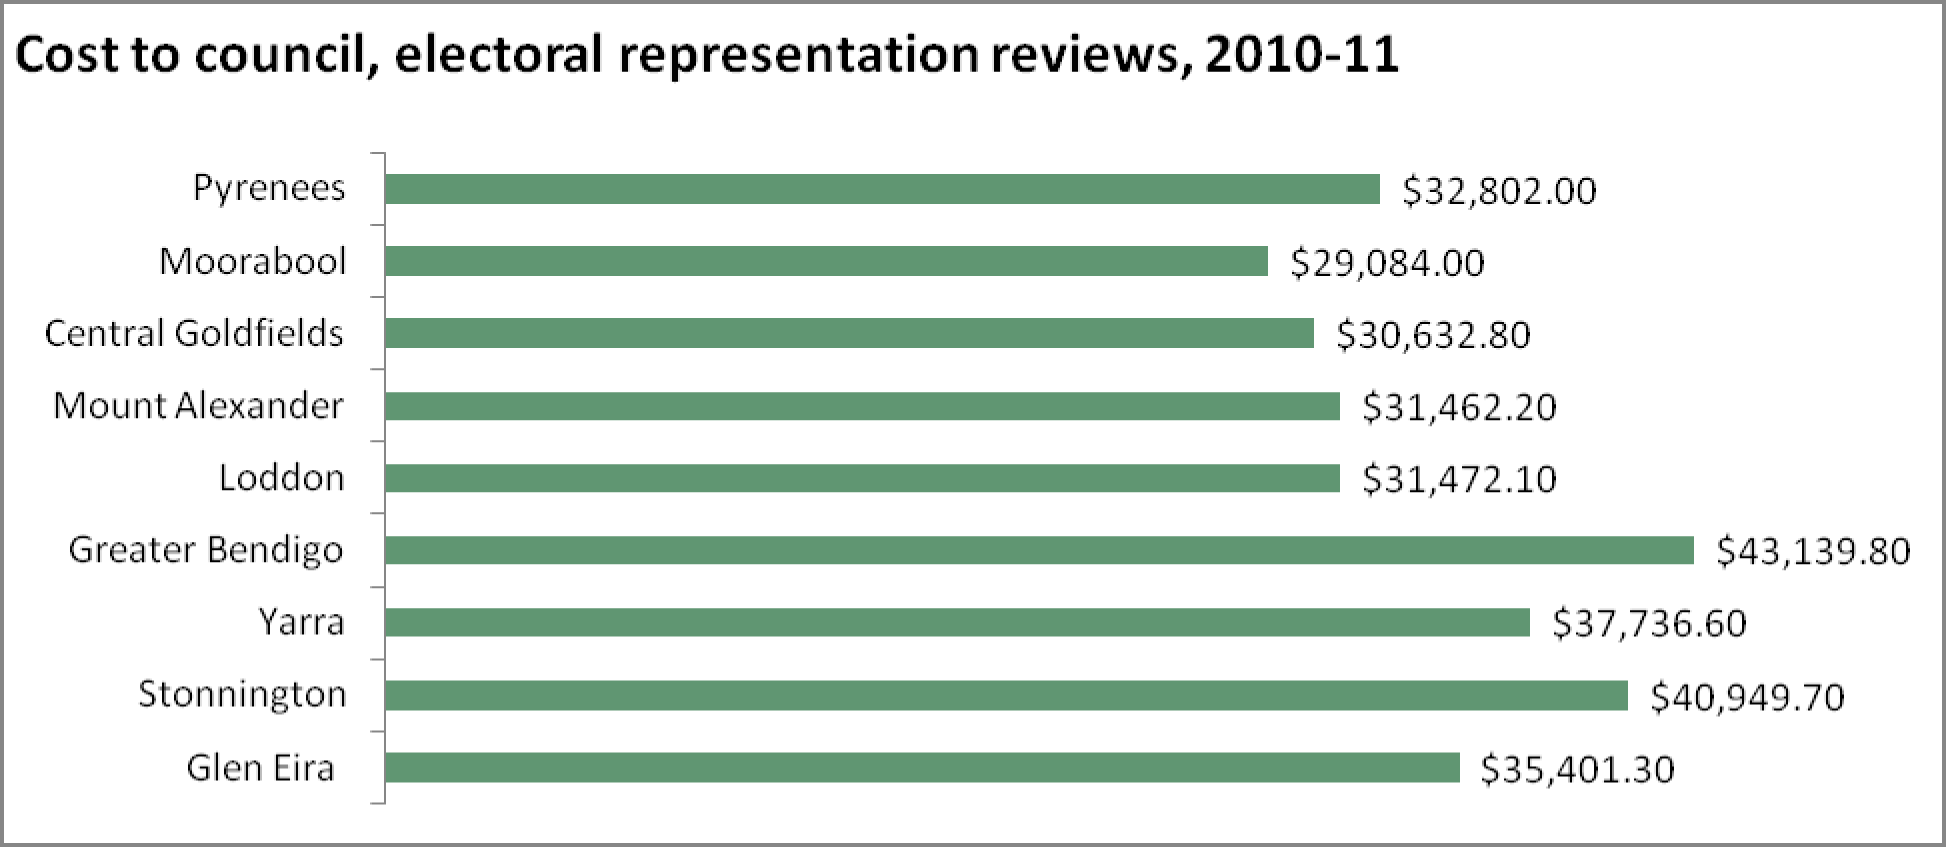 Cost to council, electoral representation reviews, 2010-11
Pyrenees $32,802.00
Moorabool $29,084.00
Central Goldfields $30,632.80
Mount Alexander $31,462.20
Loddon $31,472.10
Greater Bendigo $43,139.80
Yarra $37,736.60
Stonnington $40,949.70
Glen Eira $35,401.30